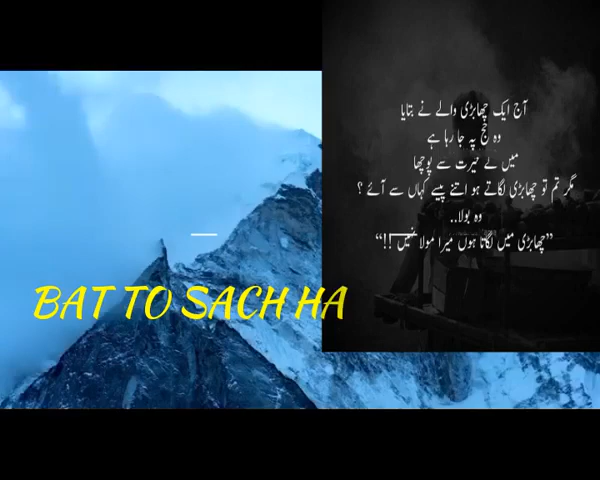 آج ایک چھابڑی والے نے بتایا
وہ حج پہ جا رہا ہے
میں نے حیرت سے پوچھا
مگر تم تو چھابڑی لگاتے ہو اتنے پیسے کہاں سے آئے ؟
وہ بولا..
”چھابڑی میں لگاتا ہوں میرا مولا نہیں !!“
BAT TO SACH HA